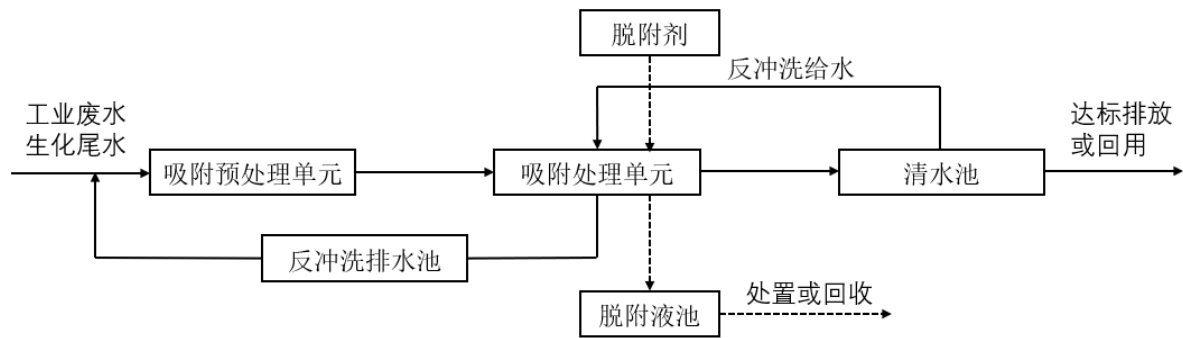 脱附剂
反冲洗给水
工业废水
生化尾水
达标排放
或回用
吸附预处理单元
吸附处理单元
清水池
反冲洗排水池
脱附液池
处置或回收